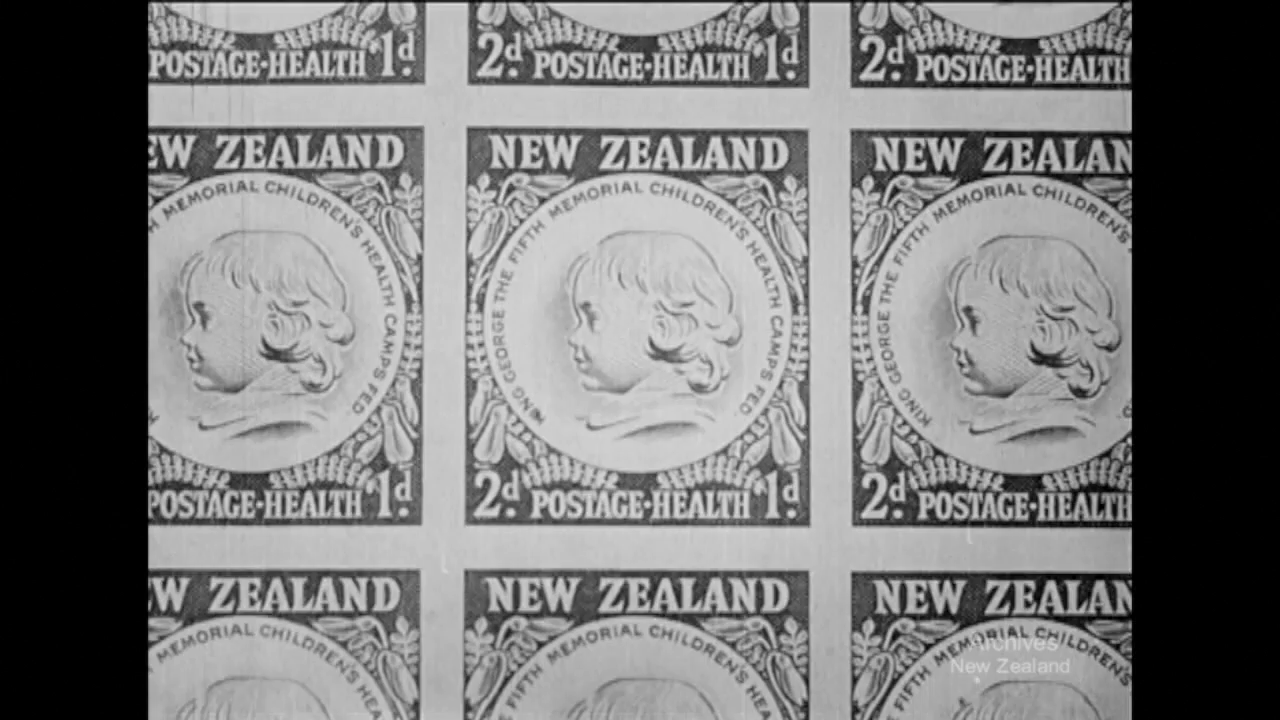 POSTAGE-HEALTH 1d.
2d. POSTAGE-HEALTH 1d.
2d. POSTAGE-HEALTH
EW ZEALAND
NEW ZEALAND
NEW ZEALAN
H MEMORIAL CHILDREN'S HEALTH CAMPS FED.
KING GEORGE THE FIFTH MEMORIAL CHILDREN'S HEALTH CAMPS FED.
KING GEORGE THE FIFTH MEMORIAL CHILDREN'S
POSTAGE-HEALTH 1d.
2d. POSTAGE-HEALTH 1d.
2d. POSTAGE-HEALTH
W ZEALAND
NEW ZEALAND
NEW ZEALAN
MEMORIAL CHILDREN'S HEA
FIFTH MEMORIAL CHILDREN'S HEALTH
FIFTH MEMORIAL CHILDREN'S
Archives
New Zealand